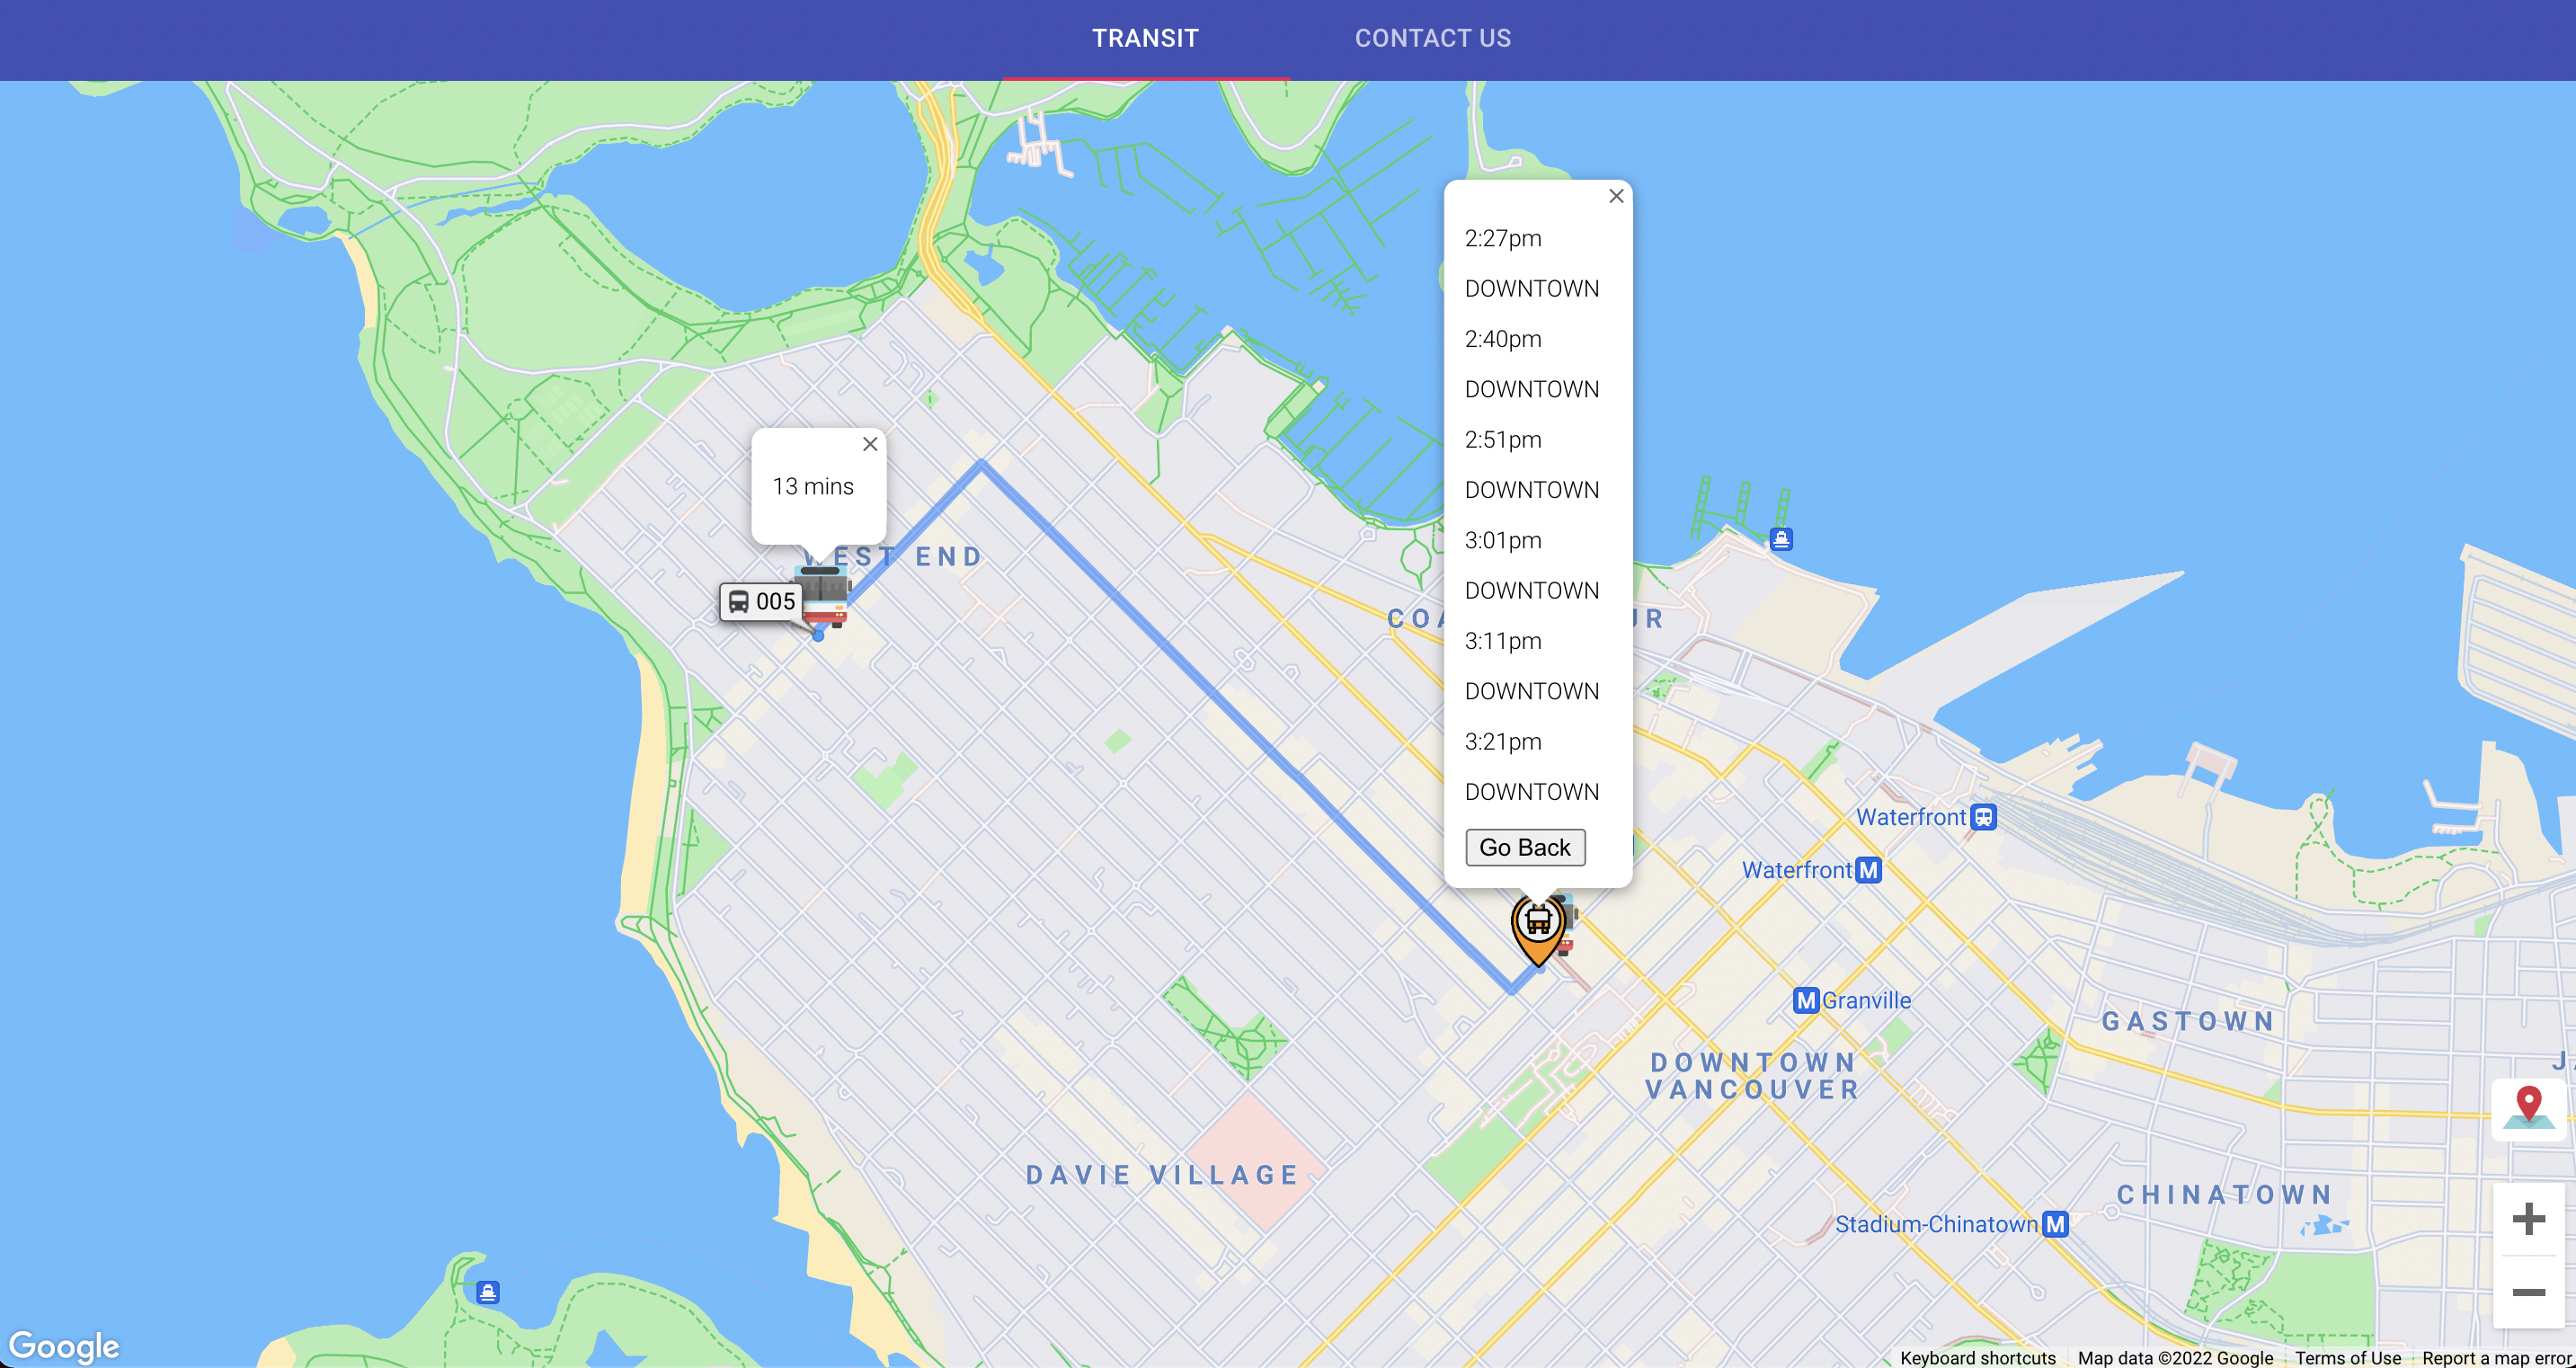 TRANSIT
CONTACT US
2:27pm
DOWNTOWN
2:40pm
DOWNTOWN
2:51pm
DOWNTOWN
3:01pm
DOWNTOWN
3:11pm
DOWNTOWN
3:21pm
DOWNTOWN
Go Back
13 mins
WEST END
005
Waterfront
Waterfront M
M Granville
GASTOWN
DOWNTOWN
VANCOUVER
DAVIE VILLAGE
CHINATOWN
Stadium-Chinatown M
Google
Keyboard shortcuts
Map data ©2022 Google
Terms of Use
Report a map error